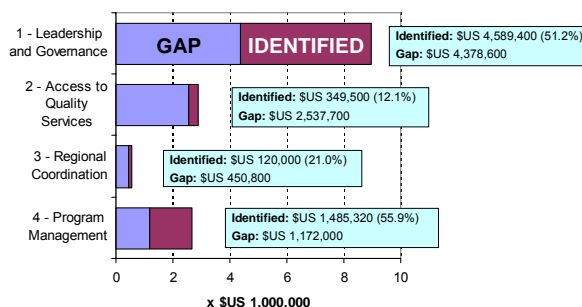 1 - Leadership
and Governance
GAP
IDENTIFIED
Identified: $US 4,589,400 (51.2%)
Gap: $US 4,378,600
2 - Access to
Quality
Services
Identified: $US 349,500 (12.1%)
Gap: $US 2,537,700
3 - Regional
Coordination
Identified: $US 120,000 (21.0%)
Gap: $US 450,800
4 - Program
Management
Identified: $US 1,485,320 (55.9%)
Gap: $US 1,172,000
0 2 4 6 8 10
x $US 1,000,000